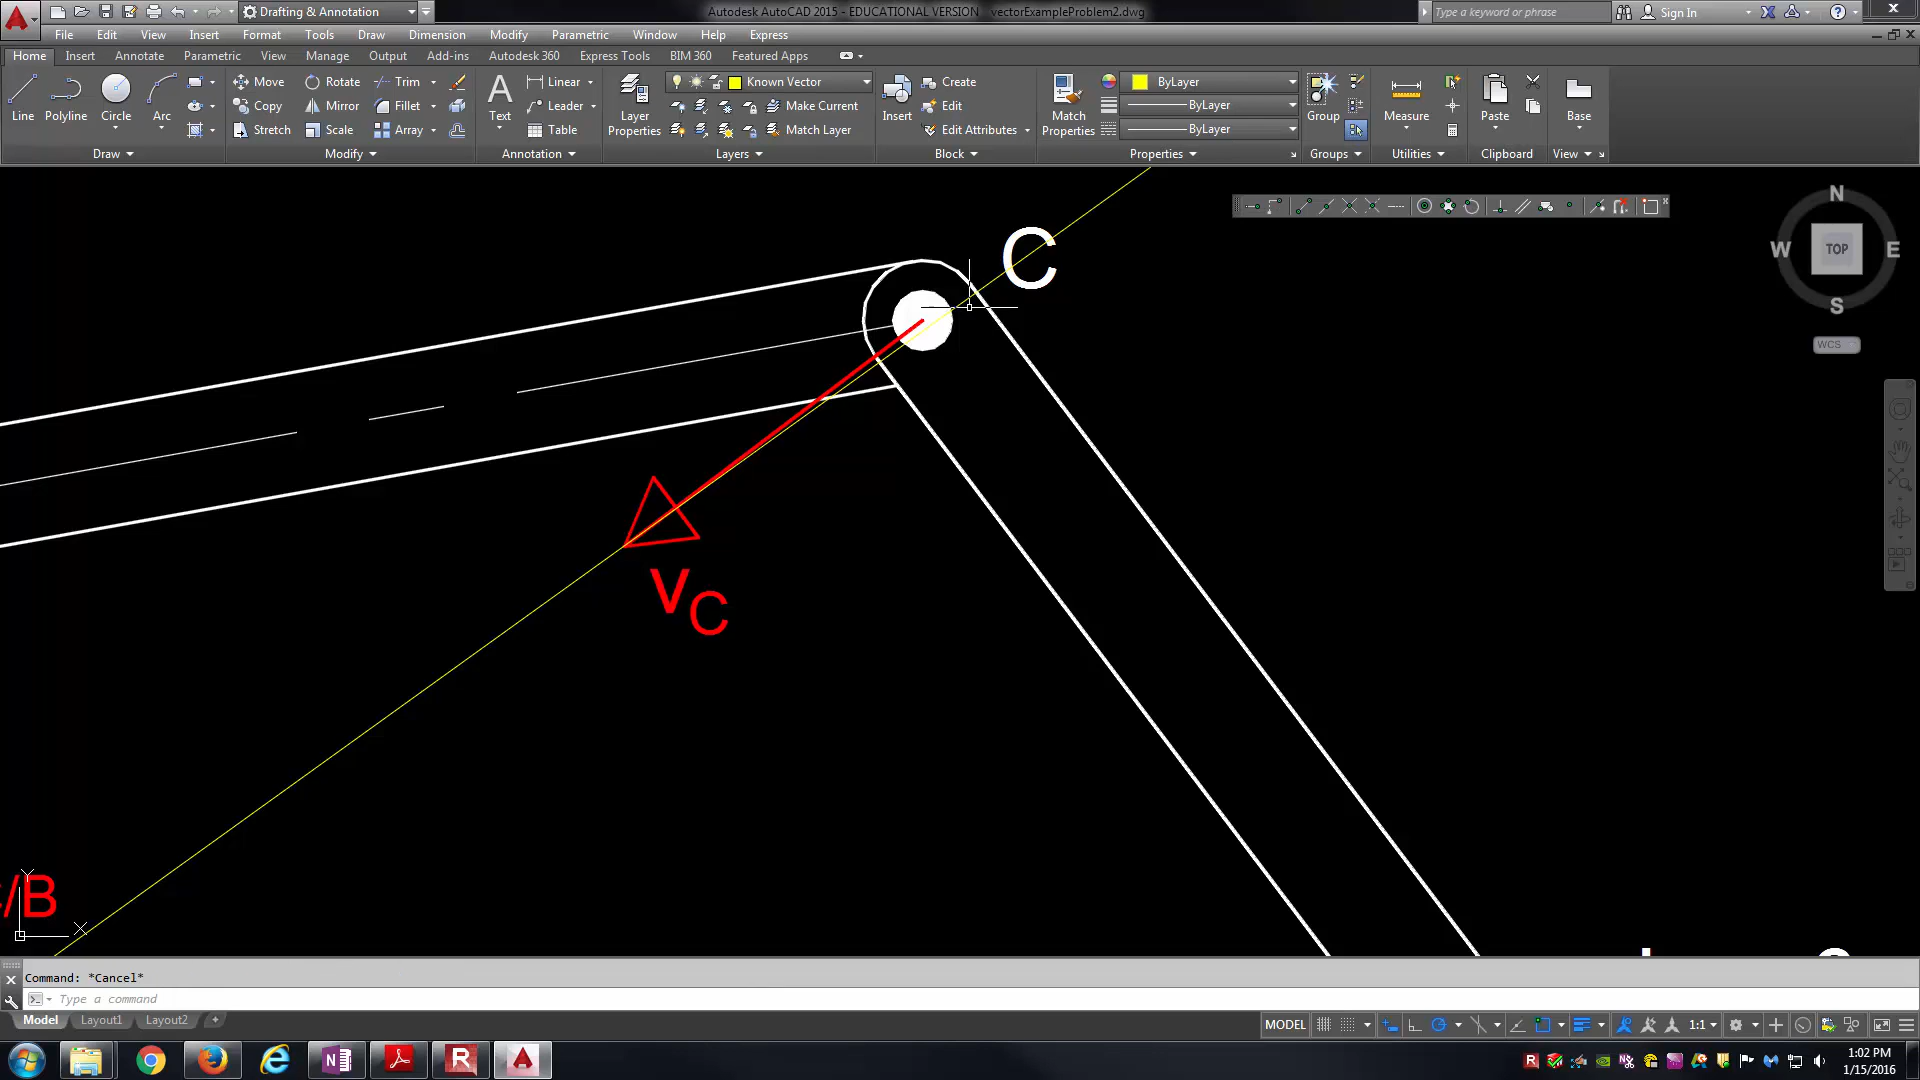 Drafting & Annotation
Autodesk AutoCAD 2015 - EDUCATIONAL VERSION vectorExampleProblem2.dwg
Type a keyword or phrase
Sign In
File Edit View Insert Format Tools Draw Dimension Modify Parametric Window Help Express
Home Insert Annotate Parametric View Manage Output Add-ins Autodesk 360 Express Tools BIM 360 Featured Apps
Line Polyline Circle Arc
Move Rotate Trim
Copy Mirror Fillet
Stretch Scale Array
Text
Linear
Leader
Table
Layer Properties
Known Vector
Make Current
Match Layer
Insert
Create
Edit
Edit Attributes
Match Properties
ByLayer
ByLayer
ByLayer
Group
Measure
Paste
Base
Draw Modify Annotation Layers Block Properties Groups Utilities Clipboard View
N
W TOP E
S
WCS
C
vC
/B
Y
X
Command: *Cancel*
Type a command
Model Layout1 Layout2 +
MODEL
1:1
1:02 PM
1/15/2016